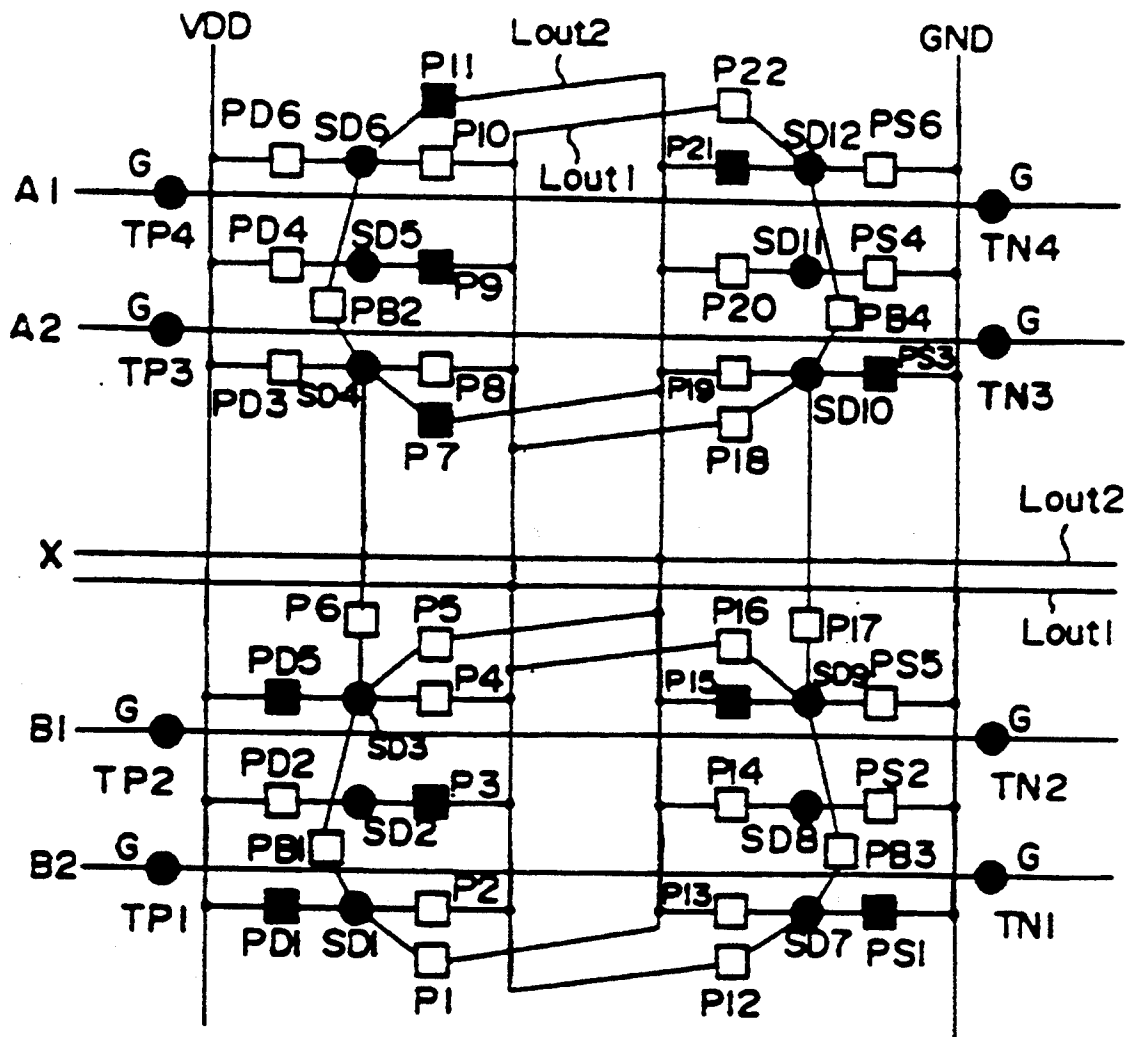 VDD
Lout2
GND
P11
P22
PD6
SD6
P10
SD12
PS6
P21
Lout1
A1
G
G
TP4
PD4
SD5
SD11
PS4
TN4
P9
P20
G
PB2
PB4
G
A2
TP3
PS3
PD3
SD4
P8
P19
SD10
TN3
P7
P18
Lout2
X
P6
P5
P16
P17
Lout1
PD5
P4
P15
SD9
PS5
B1
G
SD3
G
TP2
PD2
P3
P14
PS2
TN2
SD2
SD8
B2
G
PB1
PB3
G
TP1
P2
P13
TN1
PD1
SD1
SD7
PS1
P1
P12